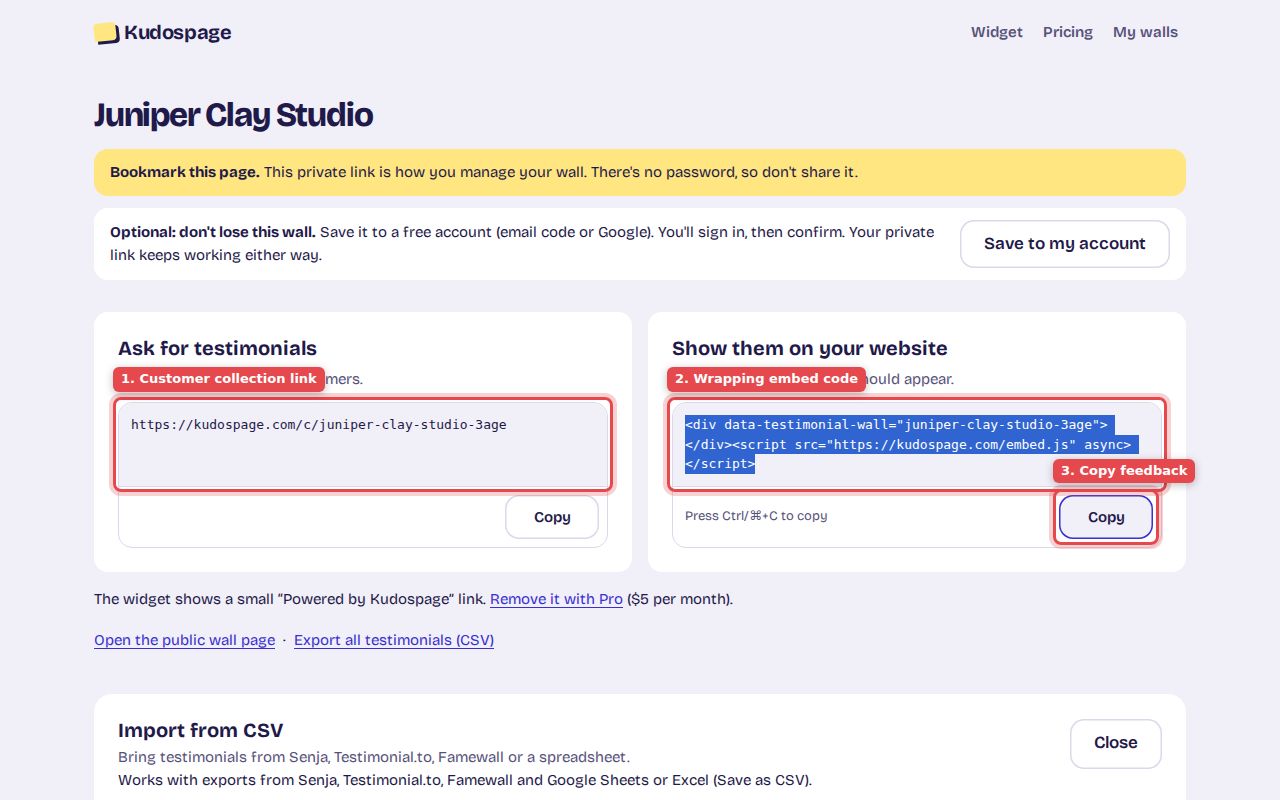 Kudospage
Widget Pricing My walls
Juniper Clay Studio
Bookmark this page. This private link is how you manage your wall. There's no password, so don't share it.
Optional: don't lose this wall. Save it to a free account (email code or Google). You'll sign in, then confirm. Your private
link keeps working either way.
Save to my account
Ask for testimonials
1. Customer collection link mers.
https://kudospage.com/c/juniper-clay-studio-3age
Copy
Show them on your website
2. Wrapping embed code ould appear.
<div data-testimonial-wall="juniper-clay-studio-3age">
</div><script src="https://kudospage.com/embed.js" async>
</script>
3. Copy feedback
Press Ctrl/⌘+C to copy
Copy
The widget shows a small “Powered by Kudospage” link. Remove it with Pro ($5 per month).
Open the public wall page · Export all testimonials (CSV)
Import from CSV
Bring testimonials from Senja, Testimonial.to, Famewall or a spreadsheet.
Works with exports from Senja, Testimonial.to, Famewall and Google Sheets or Excel (Save as CSV).
Close